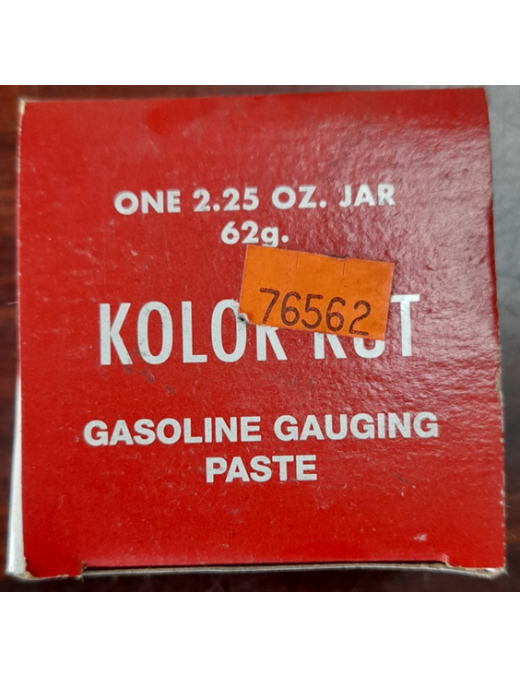 ONE 2.25 OZ. JAR
62g.
76562
KOLOR KUT
GASOLINE GAUGING
PASTE